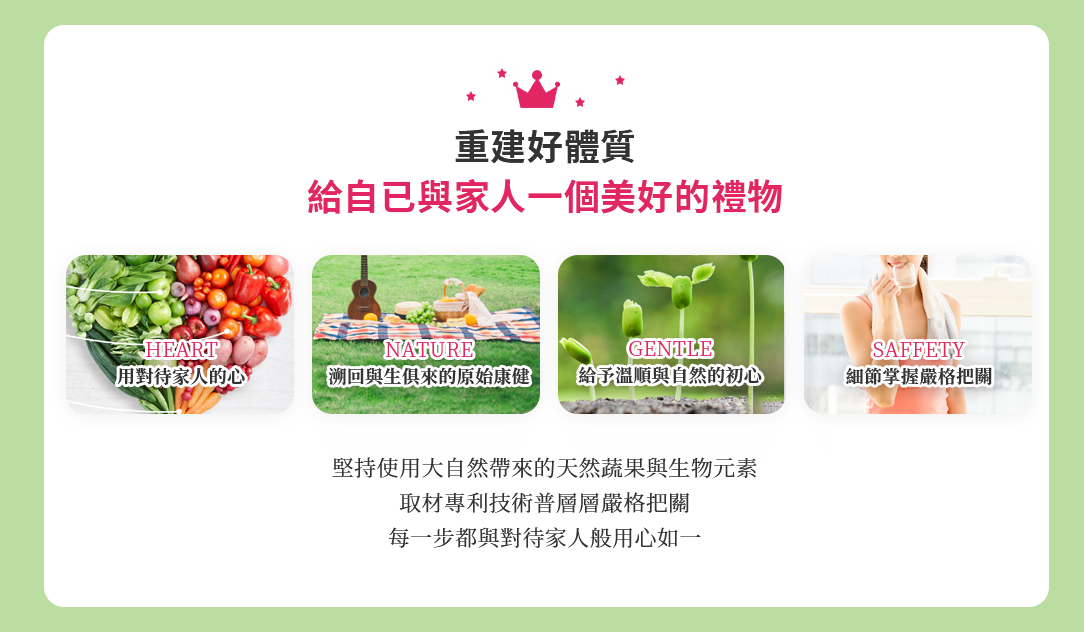 重建好體質
給自已與家人一個美好的禮物
HEART
用對待家人的心
NATURE
溯回與生俱來的原始康健
GENTLE
給予溫順與自然的初心
SAFFETY
細節掌握嚴格把關
堅持使用大自然帶來的天然蔬果與生物元素
取材專利技術普層層嚴格把關
每一步都與對待家人般用心如一